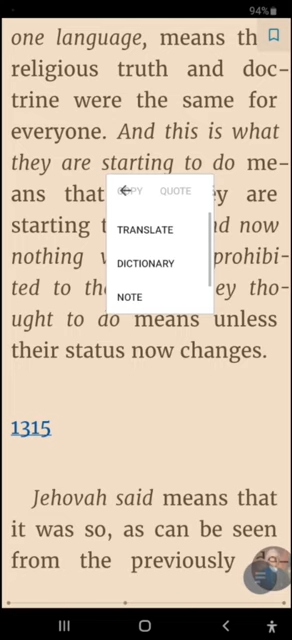 94%
one language, means th
religious truth and doc-
trine were the same for
everyone. And this is what
they are starting to do me-
ans that y are
starting nd now
nothing prohibi-
ted to th ey tho-
ught to do means unless
their status now changes.
PY QUOTE
TRANSLATE
DICTIONARY
NOTE
1315
Jehovah said means that
it was so, as can be seen
from the previously